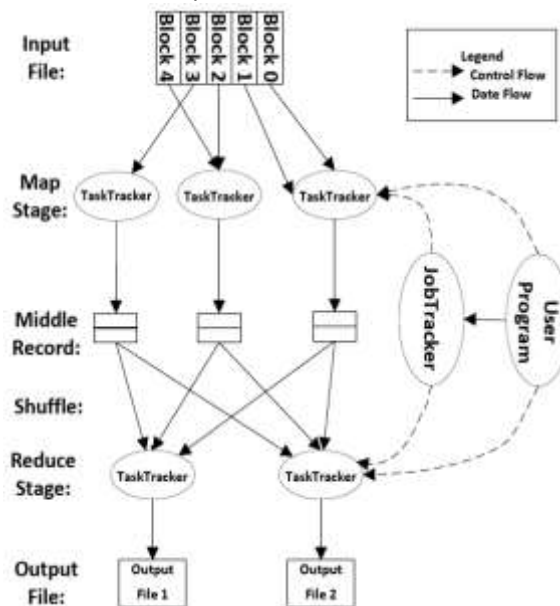 Input
File:
Block 4
Block 3
Block 2
Block 1
Block 0
Legend
Control Flow
Date Flow
Map
Stage:
TaskTracker
TaskTracker
TaskTracker
JobTracker
User
Program
Middle
Record:
Shuffle:
Reduce
Stage:
TaskTracker
TaskTracker
Output
File:
Output
File 1
Output
File 2